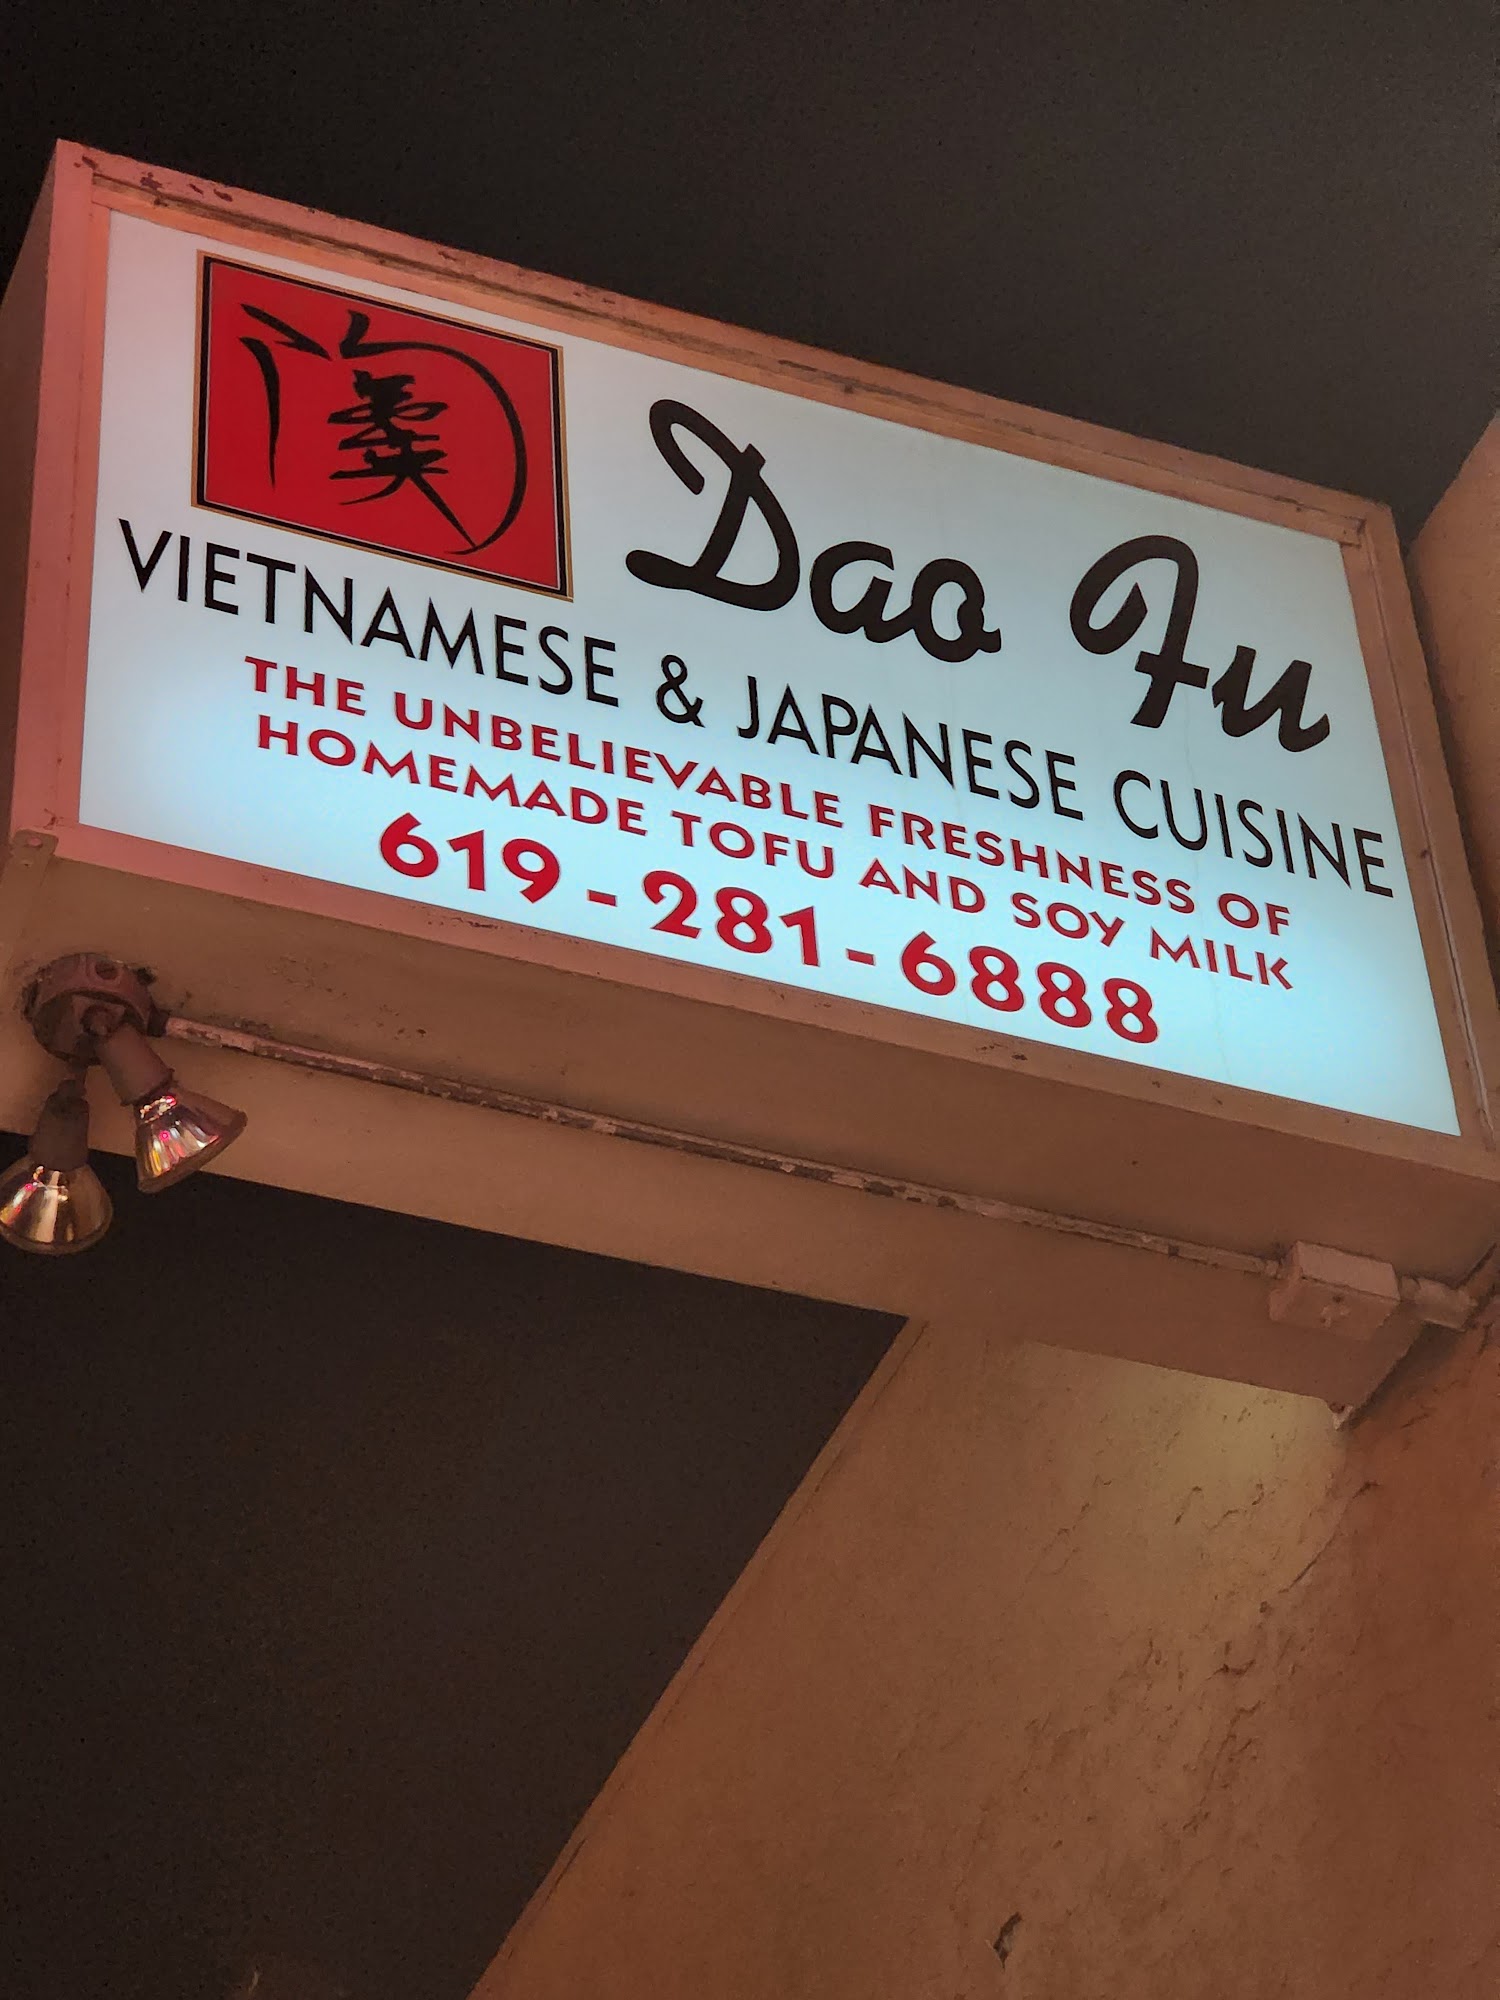 Dao Fu
VIETNAMESE & JAPANESE CUISINE
THE UNBELIEVABLE FRESHNESS OF
HOMEMADE TOFU AND SOY MILK
619-281-6888